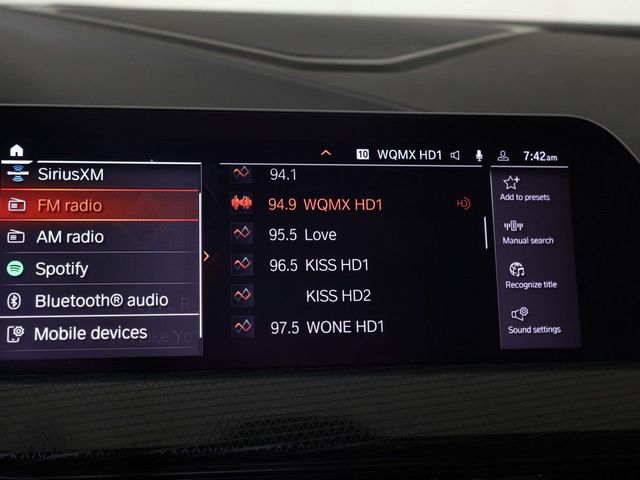 10 WQMX HD1 7:42am
SiriusXM
FM radio
AM radio
Spotify
Bluetooth® audio
Mobile devices
94.1
94.9 WQMX HD1
95.5 Love
96.5 KISS HD1
KISS HD2
97.5 WONE HD1
Add to presets
Manual search
Recognize title
Sound settings